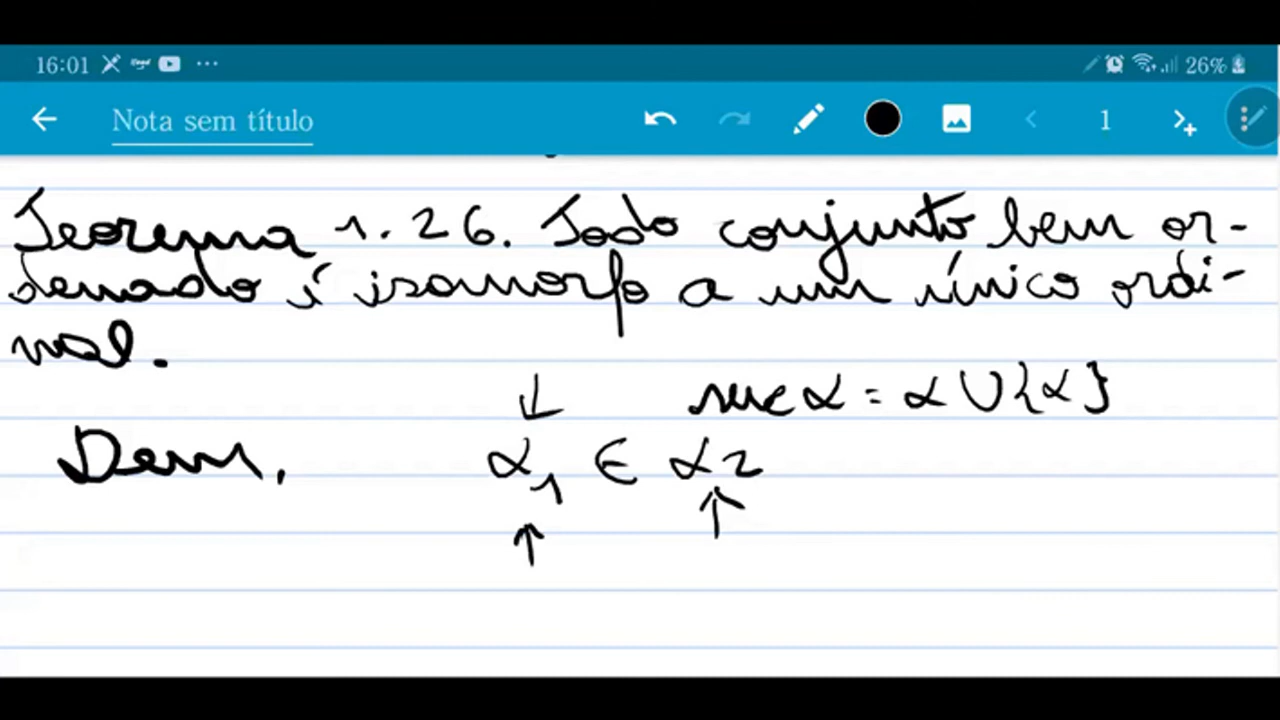 16:01 ... 26%
Nota sem título 1
Teorema 1.26. Todo conjunto bem or-
denado é isomorfo a um único ordi-
nal.
↓ suc α = α ∪ {α}
Dem. α₁ ∈ α₂
↑ ↑